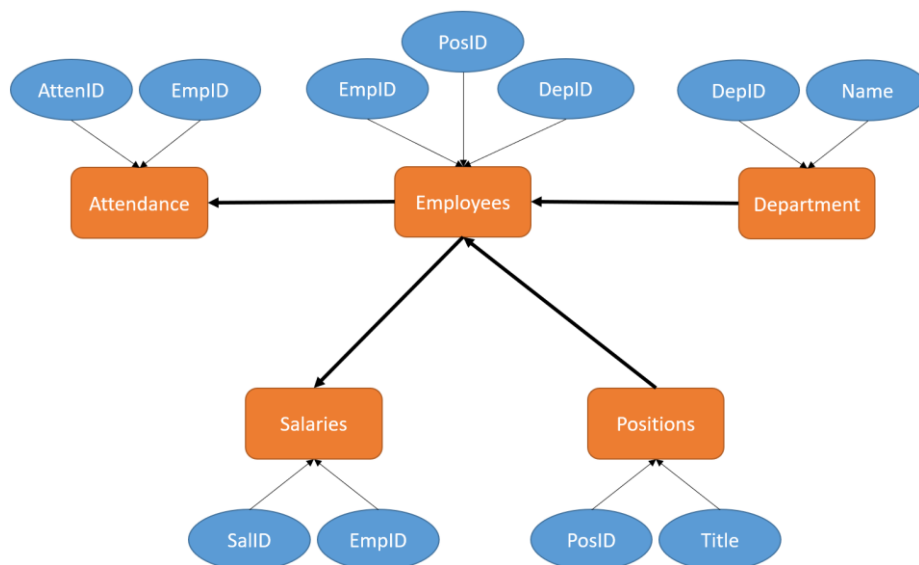 PosID
AttenID
EmpID
EmpID
DepID
DepID
Name
Attendance
Employees
Department
Salaries
Positions
SalID
EmpID
PosID
Title